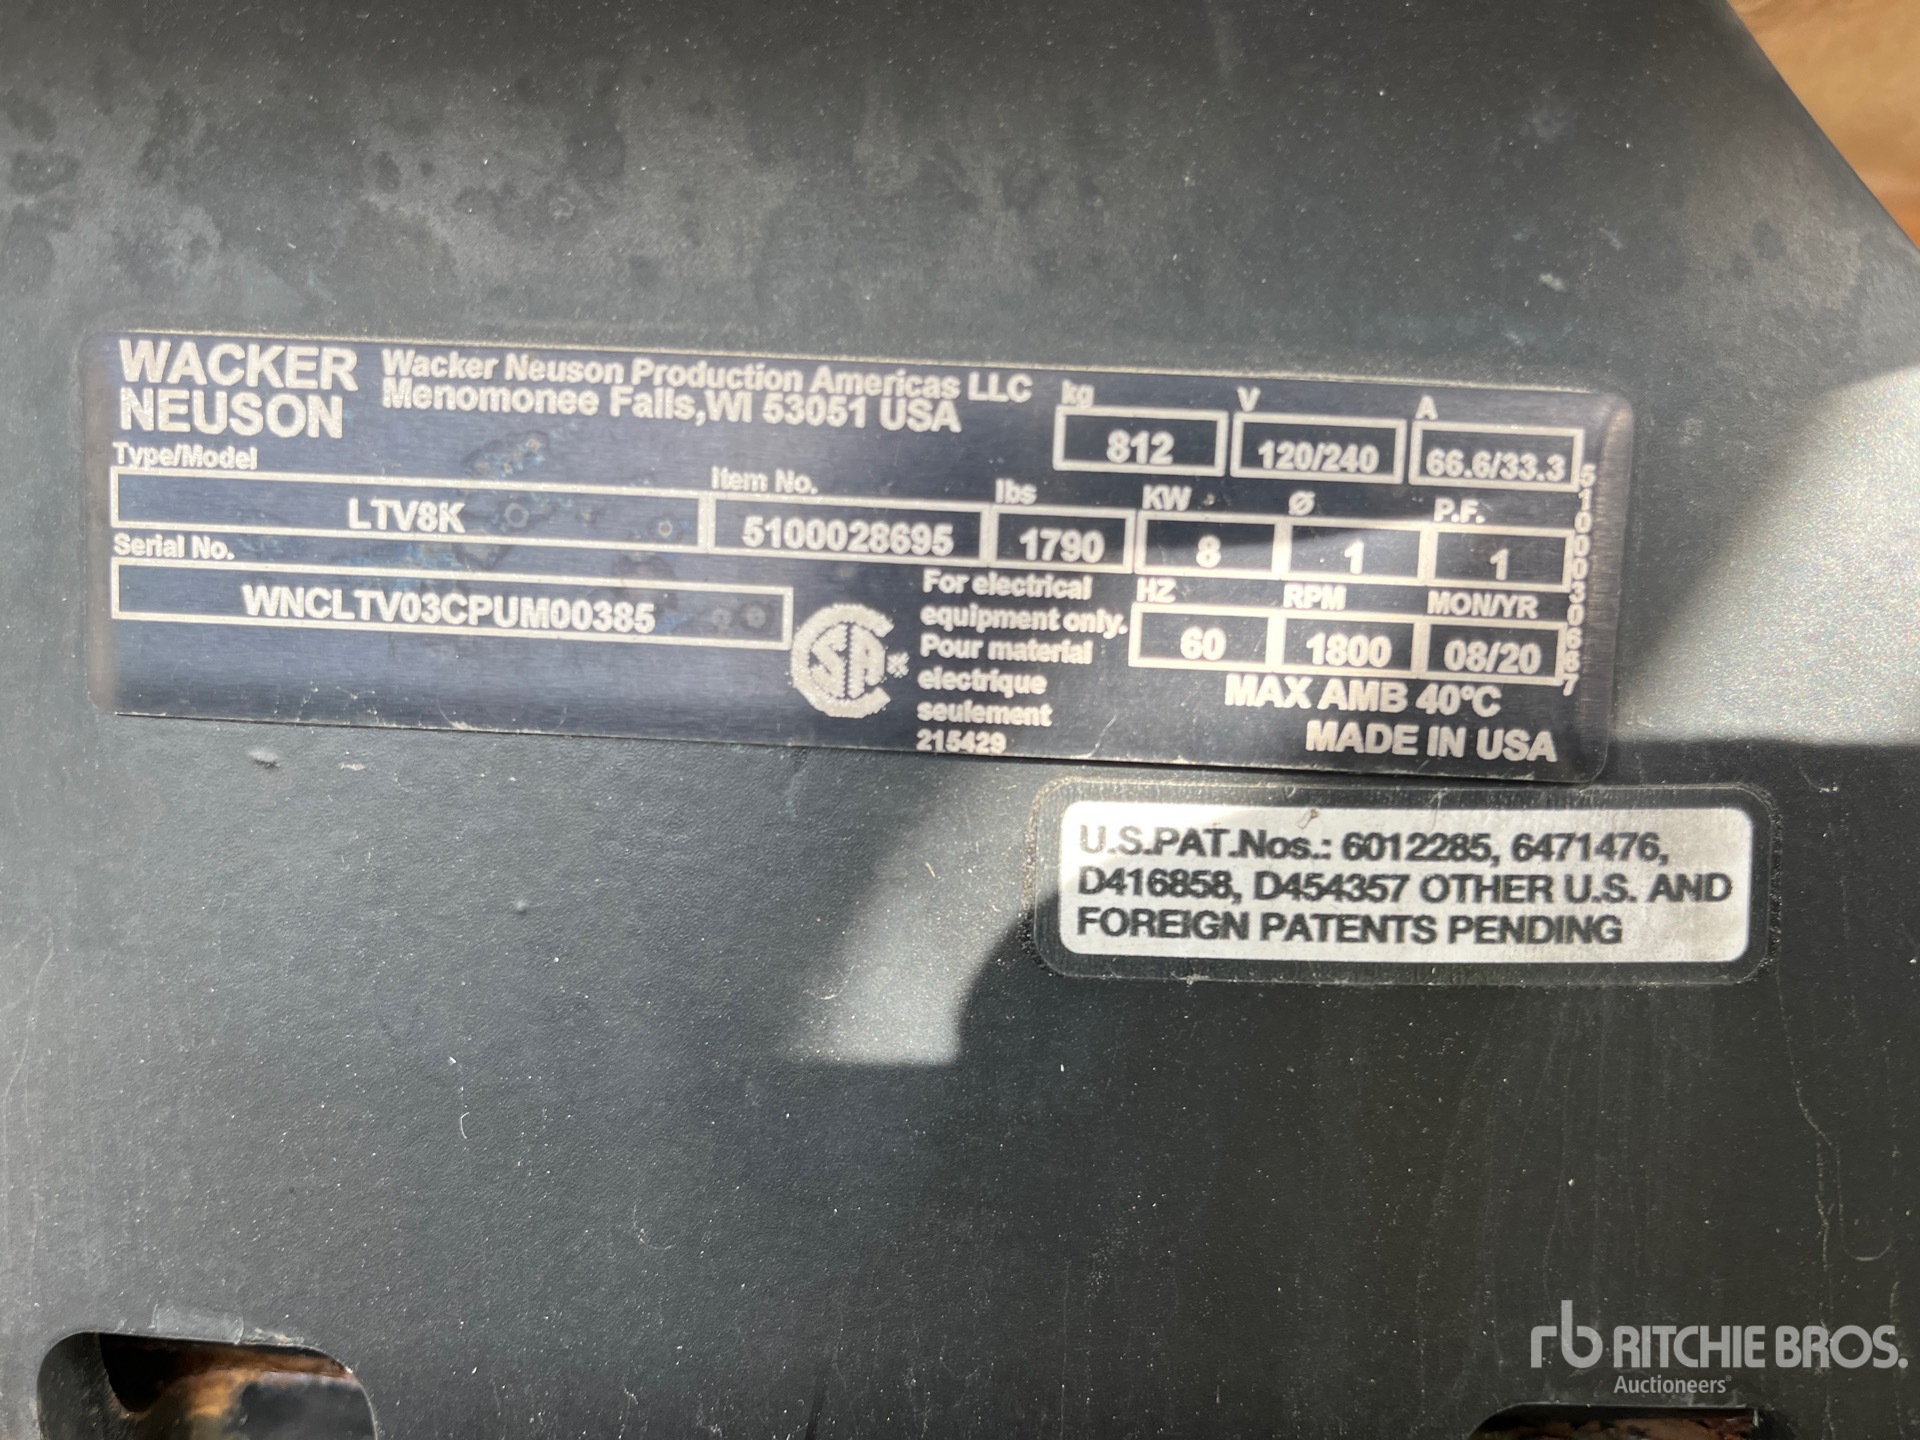 WACKER
NEUSON
Wacker Neuson Production Americas LLC
Menomonee Falls,WI 53051 USA
kg
812
V
120/240
A
66.6/33.3
Type/Model
LTV8K
Item No.
5100028695
lbs
1790
KW
8
Ø
1
P.F.
1
Serial No.
WNCLTV03CPUM00385
HZ
60
RPM
1800
MON/YR
08/20
For electrical
equipment only.
Pour material
electrique
seulement
215429
MAX AMB 40°C
MADE IN USA
5100030687
U.S.PAT.Nos.: 6012285, 6471476,
D416858, D454357 OTHER U.S. AND
FOREIGN PATENTS PENDING
rb RITCHIE BROS.
Auctioneers